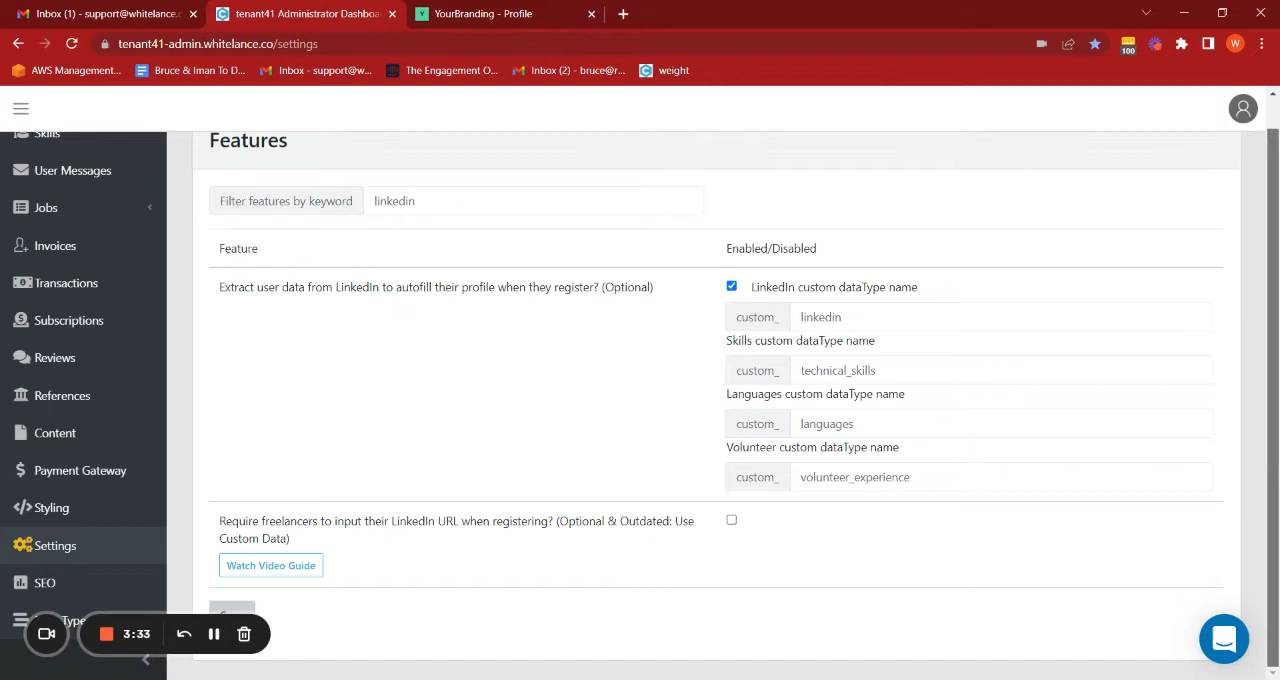 Inbox (1) - support@whitelance.c
tenant41 Administrator Dashboa
Y YourBranding - Profile
tenant41-admin.whitelance.co/settings
100
W
AWS Management...
Bruce & Iman To D...
Inbox - support@w...
The Engagement O...
Inbox (2) - bruce@r...
weight
Skills
User Messages
Jobs
Invoices
Transactions
Subscriptions
Reviews
References
Content
Payment Gateway
Styling
Settings
SEO
3:33
Features
Filter features by keyword linkedin
Feature Enabled/Disabled
Extract user data from LinkedIn to autofill their profile when they register? (Optional)
LinkedIn custom dataType name
custom_ linkedin
Skills custom dataType name
custom_ technical_skills
Languages custom dataType name
custom_ languages
Volunteer custom dataType name
custom_ volunteer_experience
Require freelancers to input their LinkedIn URL when registering? (Optional & Outdated: Use
Custom Data)
Watch Video Guide